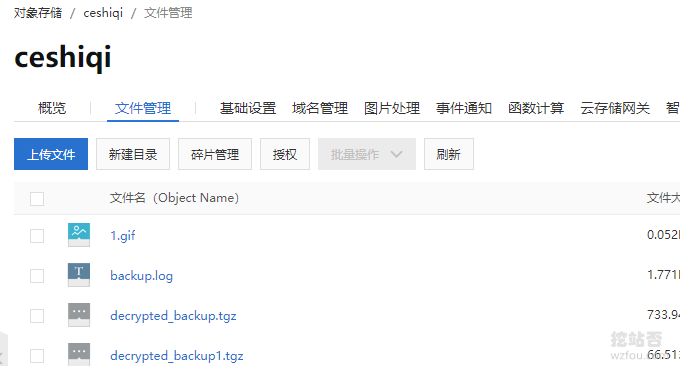 对象存储 / ceshiqi / 文件管理
ceshiqi
概览 文件管理 基础设置 域名管理 图片处理 事件通知 函数计算 云存储网关 智
上传文件 新建目录 碎片管理 授权 批量操作 刷新
文件名（Object Name） 文件大
1.gif 0.052
T backup.log 1.771
decrypted_backup.tgz 733.94
挖站否
wzfou.
decrypted_backup1.tgz 66.513